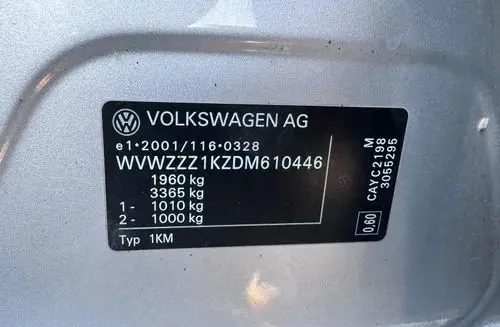 VOLKSWAGEN AG
e1*2001/116*0328
WVWZZZ1KZDM610446
1960 kg
3365 kg
1- 1010 kg
2- 1000 kg
Typ 1KM
M
CAYC2198
3055295
0,60